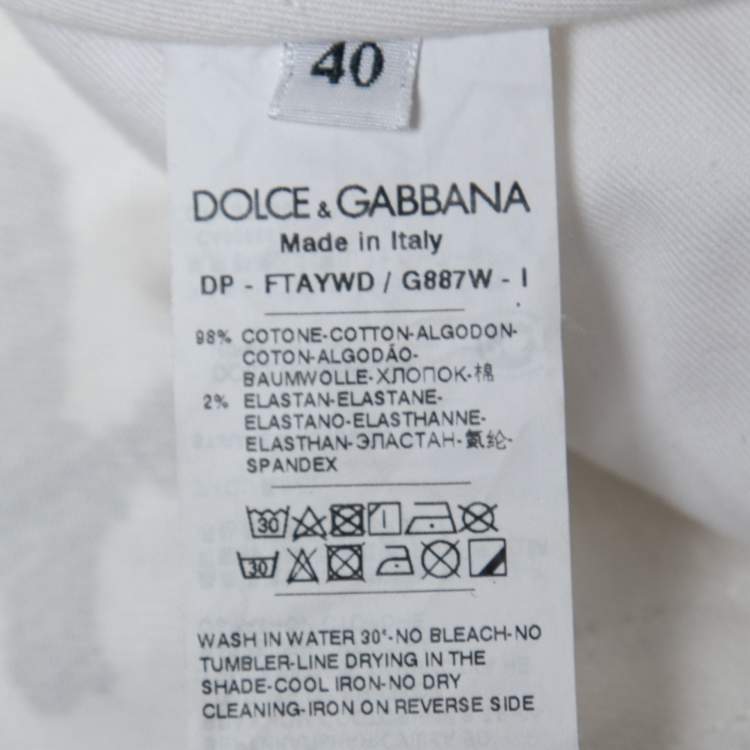 40
DOLCE & GABBANA
Made in Italy
DP - FTAYWD / G887W - I
98% COTONE-COTTON-ALGODON-
COTON-ALGODÃO-
BAUMWOLLE-ХЛОПОК-棉
2% ELASTAN-ELASTANE-
ELASTANO-ELASTHANNE-
ELASTHAN-ЭЛАСТАН-氨纶-
SPANDEX
30
30
WASH IN WATER 30°-NO BLEACH-NO
TUMBLER-LINE DRYING IN THE
SHADE-COOL IRON-NO DRY
CLEANING-IRON ON REVERSE SIDE